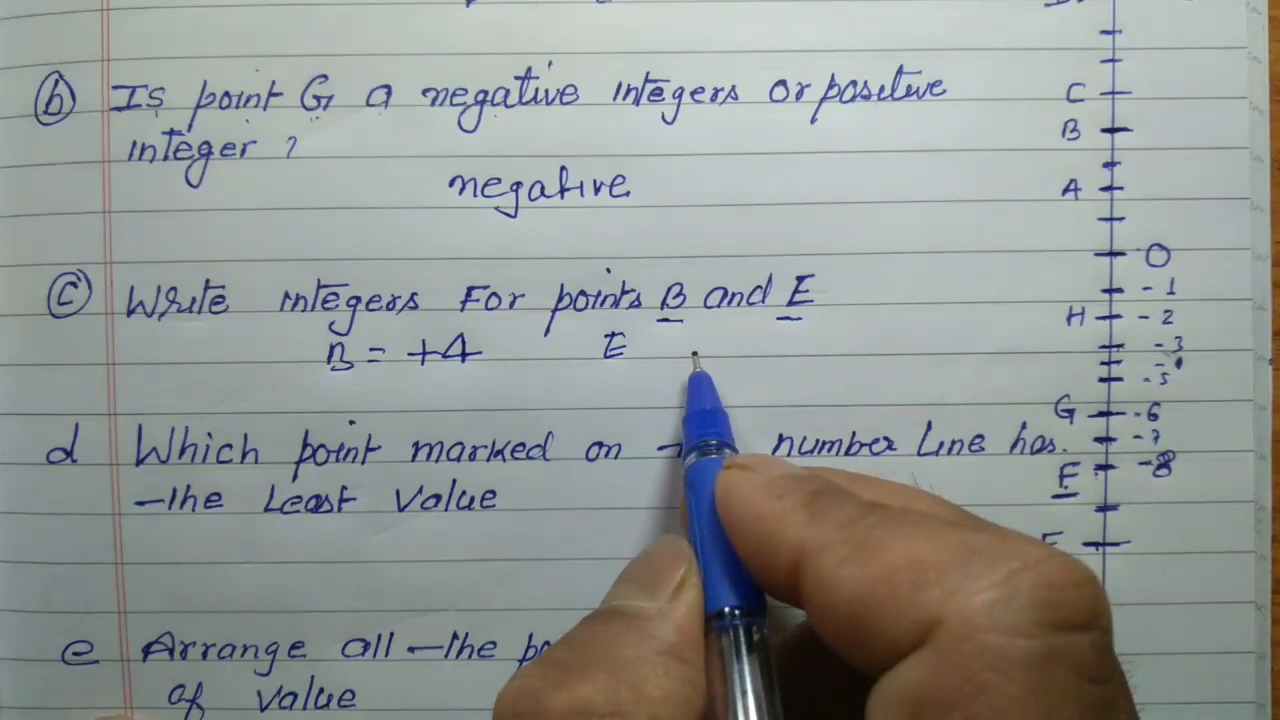 C
ⓑ Is point G a negative integers or positive
B
integer ?
negative
A
0
ⓒ Write integers For points B and E
-1
H -2
B = +4 E
-3
-5
G -6
d Which point marked on number Line has.
-7
-8
the Least Value
E
e Arrange all the
of value